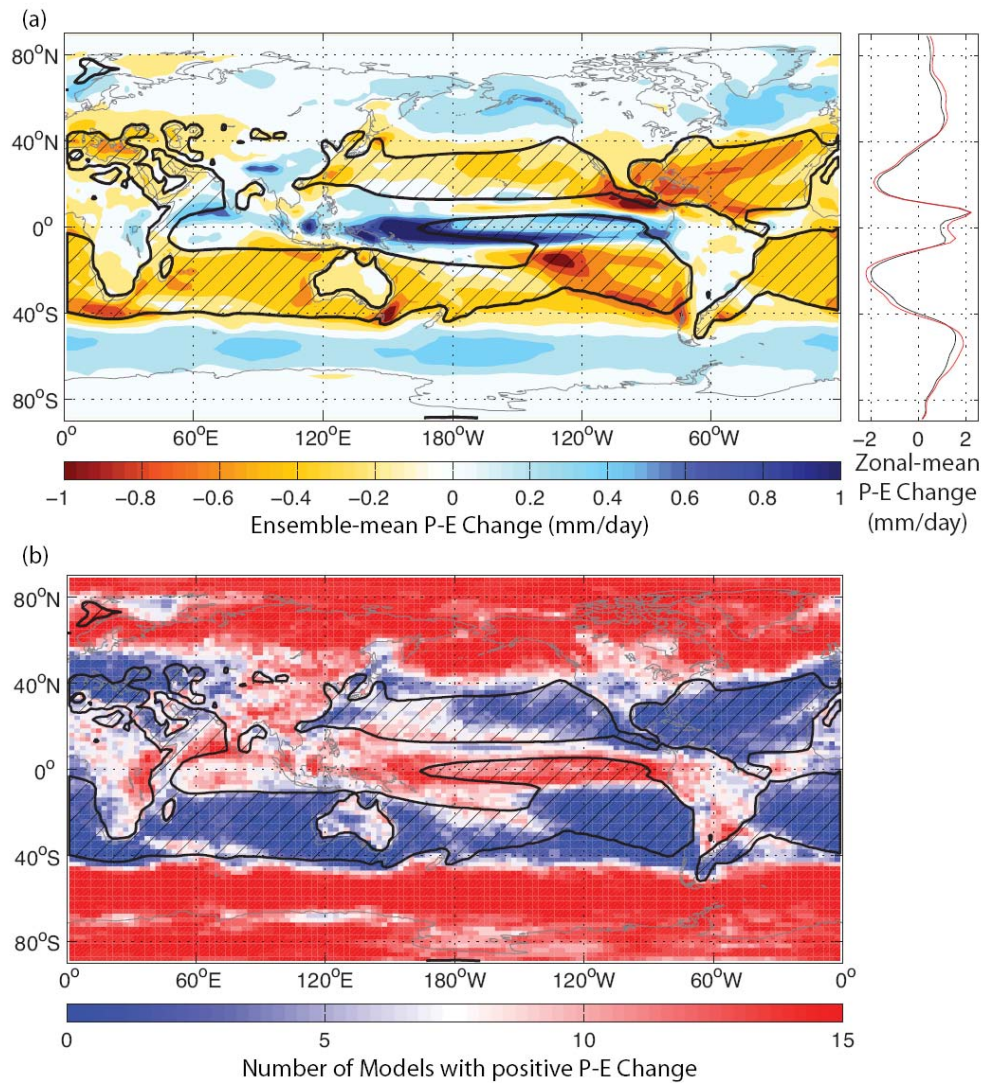 (a)
80°N
40°N
0°
40°S
80°S
0° 60°E 120°E 180°W 120°W 60°W
−2 0 2
Zonal-mean
P-E Change
(mm/day)
−1 −0.8 −0.6 −0.4 −0.2 0 0.2 0.4 0.6 0.8 1
Ensemble-mean P-E Change (mm/day)
(b)
80°N
40°N
0°
40°S
80°S
0° 60°E 120°E 180°W 120°W 60°W 0°
0 5 10 15
Number of Models with positive P-E Change